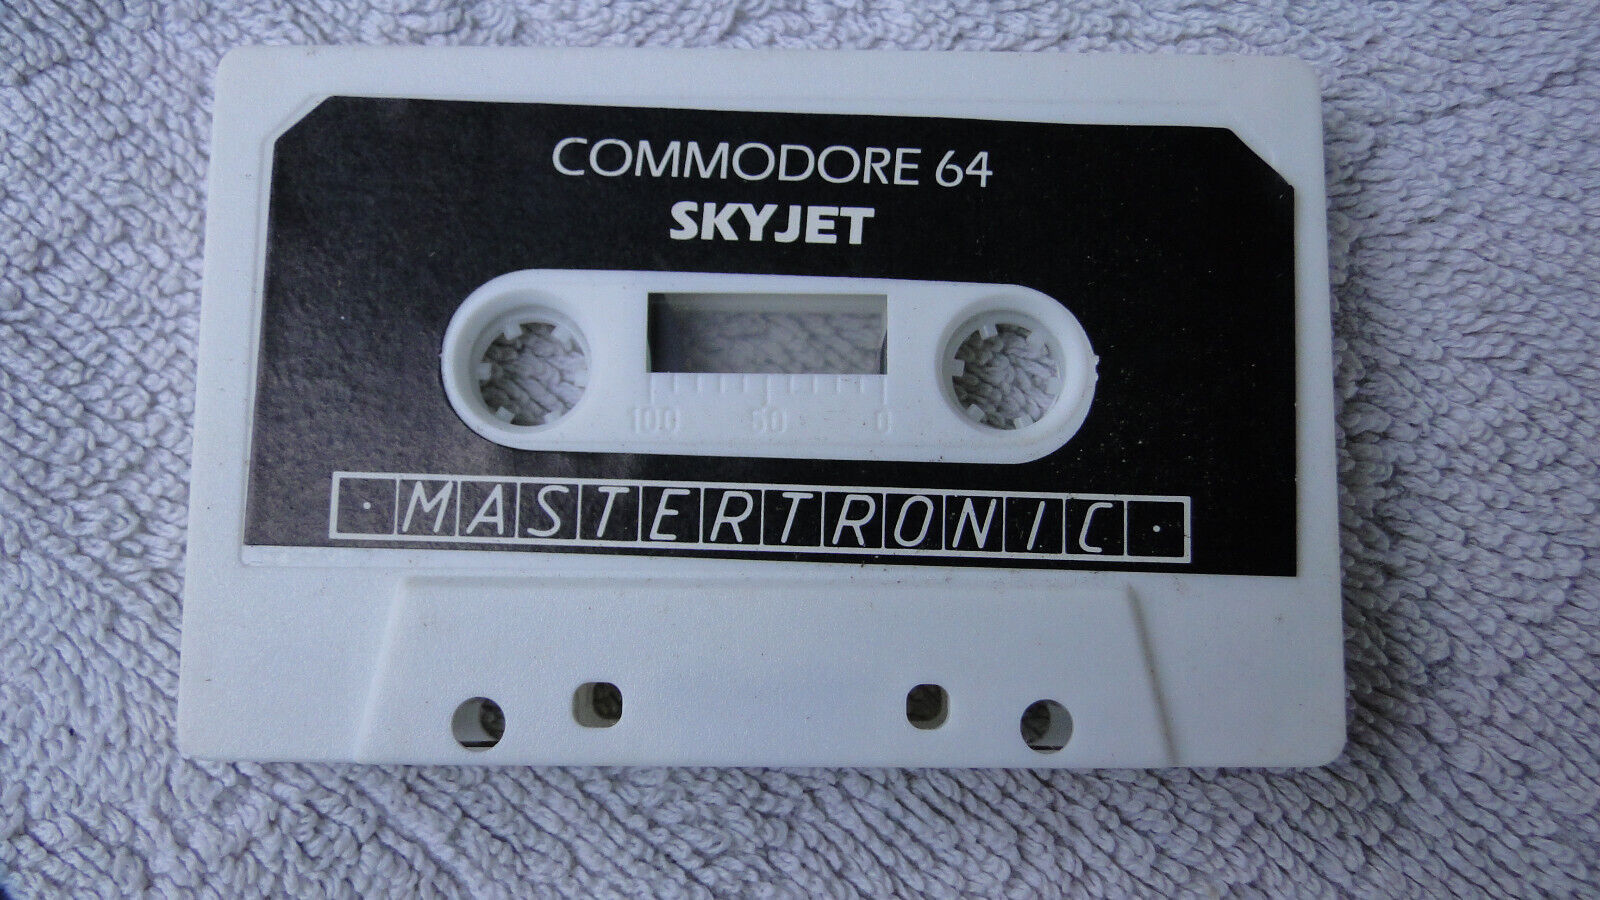 COMMODORE 64
SKYJET
100 50 0
· MASTERTRONIC ·